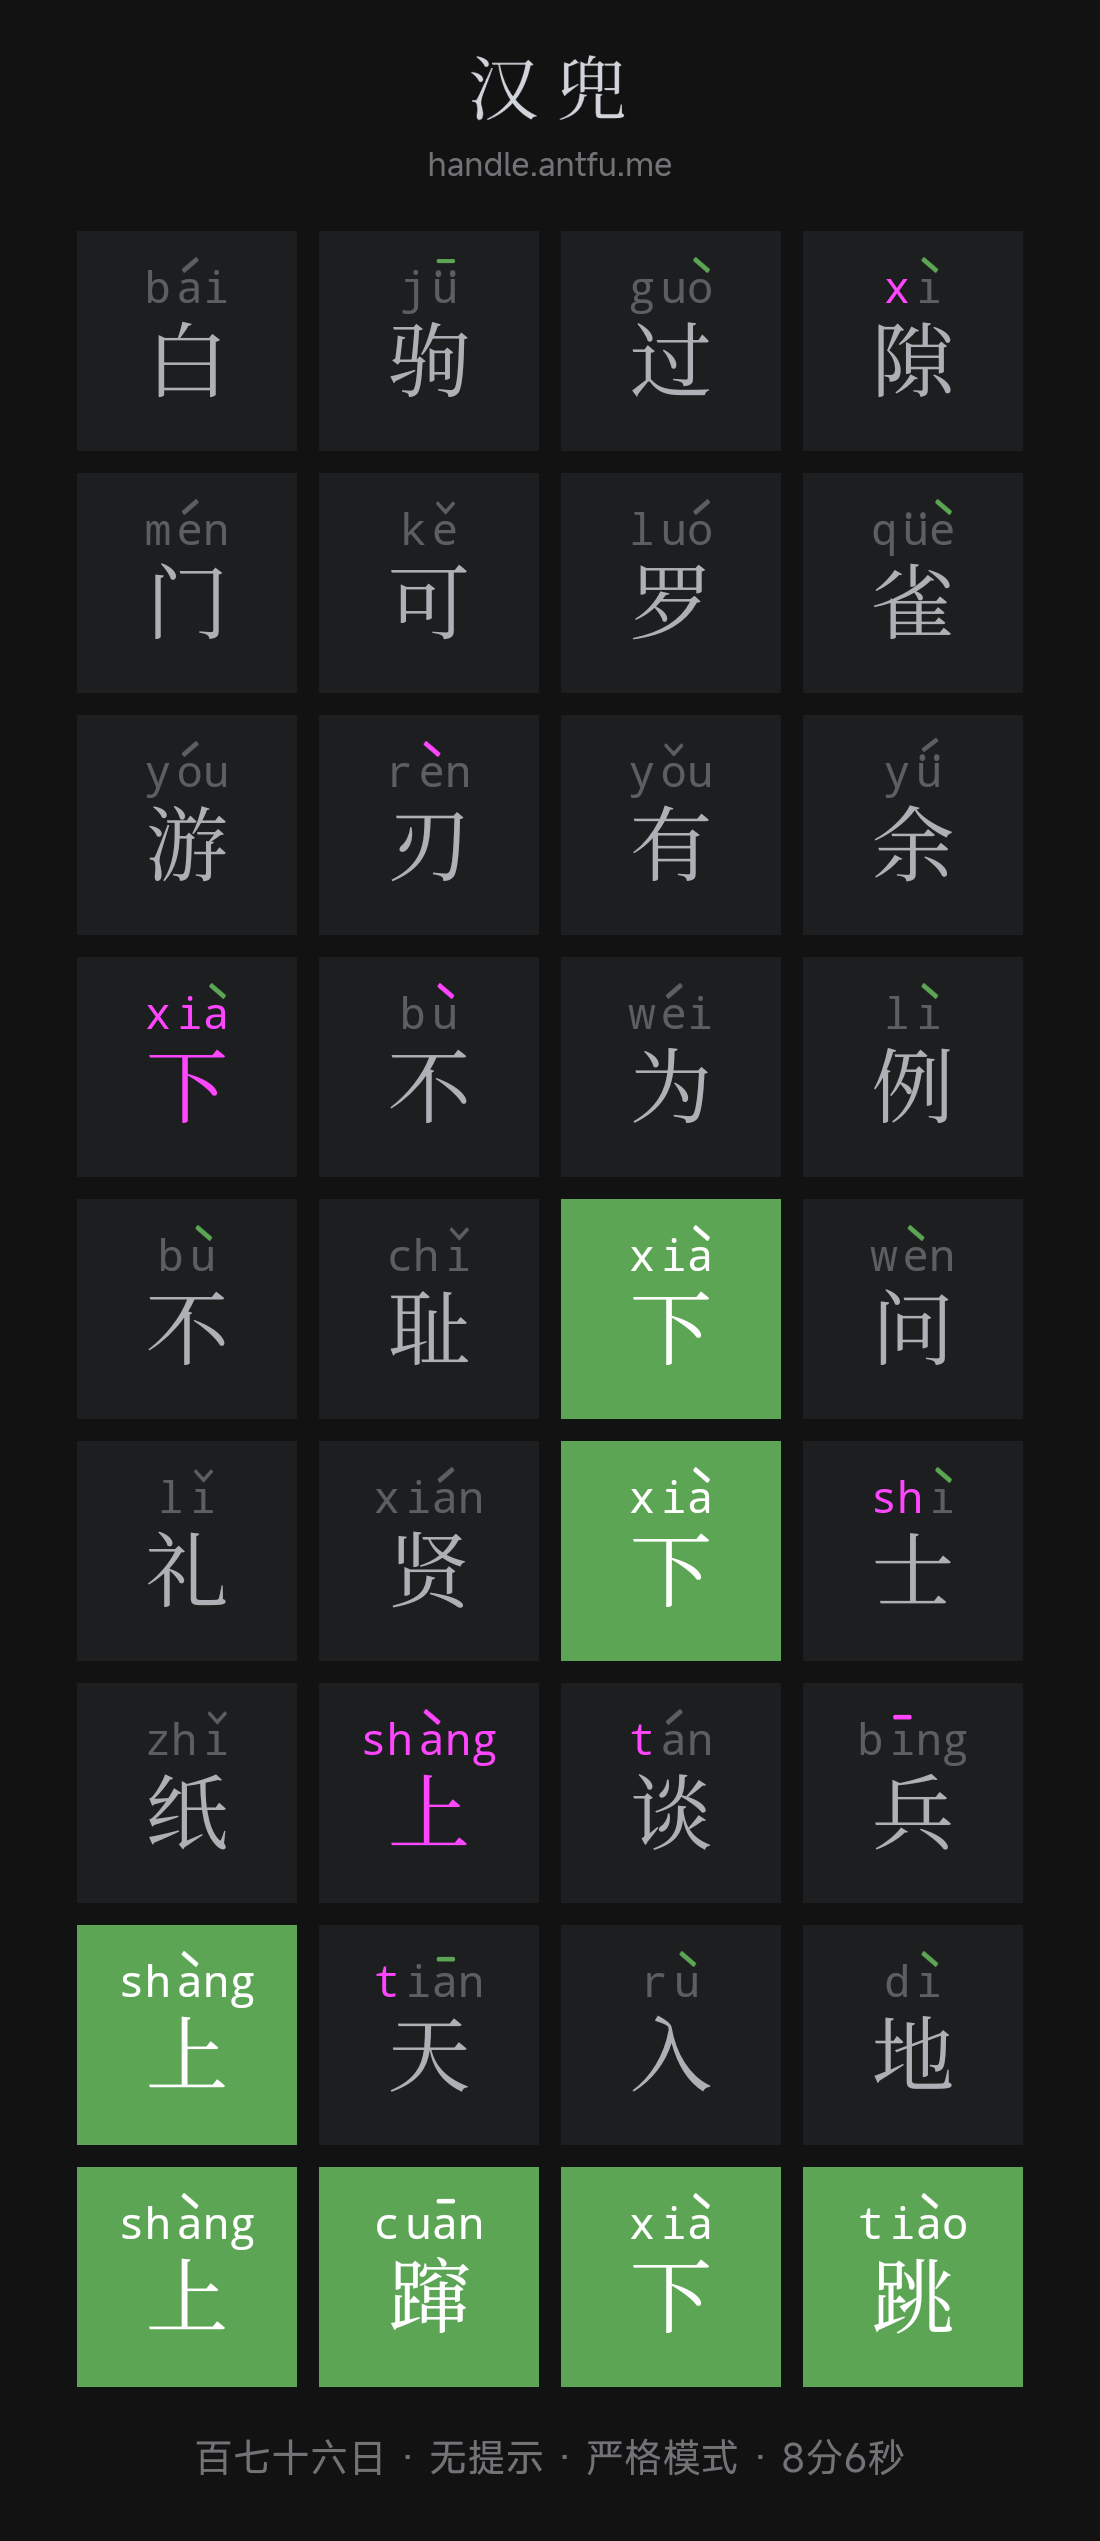 汉兜
handle.antfu.me
bái jǖ guò xì
白 驹 过 隙
mén kě luó qüè
门 可 罗 雀
yóu rèn yǒu yǘ
游 刃 有 余
xià bù wéi lì
下 不 为 例
bù chǐ xià wèn
不 耻 下 问
lǐ xián xià shì
礼 贤 下 士
zhǐ shàng tán bīng
纸 上 谈 兵
shàng tiān rù dì
上 天 入 地
shàng cuān xià tiào
上 蹿 下 跳
百七十六日 · 无提示 · 严格模式 · 8分6秒